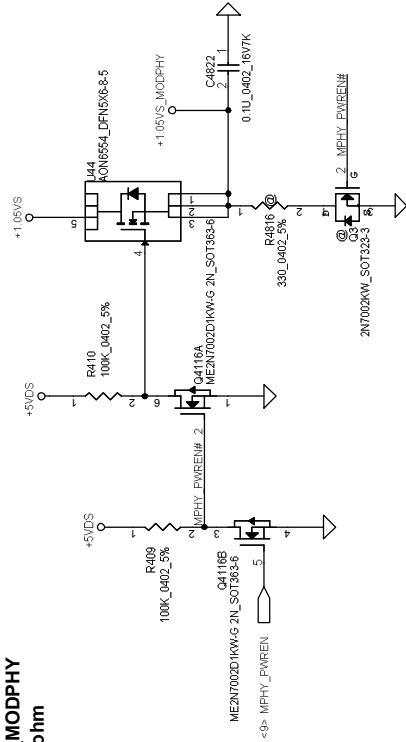 MODPHY
ohm
+5VDS
1
R409
100K_0402_5%
2
MPHY_PWREN#
2
3
Q4116B
ME2N7002D1KW-G 2N_SOT363-6
5
4
<9> MPHY_PWREN
+5VDS
1
R410
100K_0402_5%
2
6
Q4116A
ME2N7002D1KW-G 2N_SOT363-6
1
+1.05VS
U44
AON6554_DFN5X6-8-5
5
4
3
2
1
+1.05VS_MODPHY
C4822
2
1
0.1U_0402_16V7K
1
R4816
@
330_0402_5%
2
1
D
@
Q3
S
3
G
2
MPHY_PWREN#
2N7002KW_SOT323-3